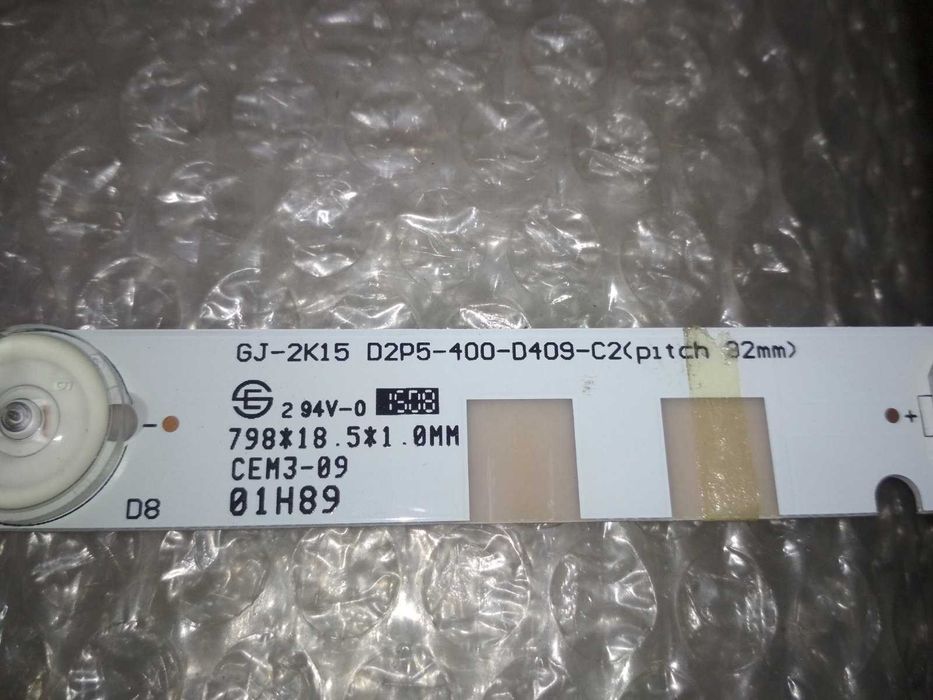 GJ-2K15 D2P5-400-D409-C2(pitch 92mm)
2 94V-0 1508
798*18.5*1.0MM
CEM3-09
01H89
D8
- +